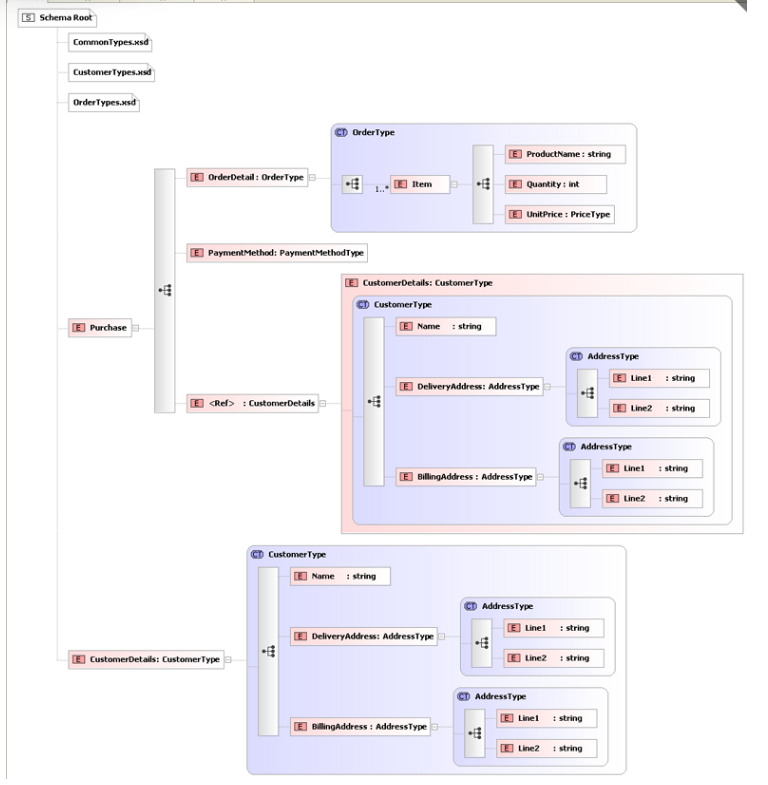 S Schema Root
CommonTypes.xsd
CustomerTypes.xsd
OrderTypes.xsd
CT OrderType
E ProductName : string
E OrderDetail : OrderType
1..* E Item
E Quantity : int
E UnitPrice : PriceType
E PaymentMethod: PaymentMethodType
E CustomerDetails: CustomerType
CT CustomerType
E Name : string
E Purchase
CT AddressType
E Line1 : string
E DeliveryAddress: AddressType
E Line2 : string
E <Ref> : CustomerDetails
CT AddressType
E Line1 : string
E BillingAddress : AddressType
E Line2 : string
CT CustomerType
E Name : string
CT AddressType
E Line1 : string
E DeliveryAddress: AddressType
E Line2 : string
E CustomerDetails: CustomerType
CT AddressType
E Line1 : string
E BillingAddress : AddressType
E Line2 : string